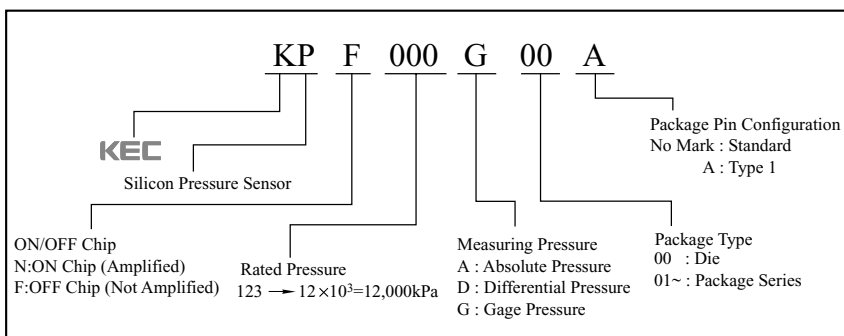 KP F 000 G 00 A
KEC
Silicon Pressure Sensor
ON/OFF Chip
N:ON Chip (Amplified)
F:OFF Chip (Not Amplified)
Rated Pressure
123 → 12×10³=12,000kPa
Measuring Pressure
A : Absolute Pressure
D : Differential Pressure
G : Gage Pressure
Package Type
00 : Die
01~ : Package Series
Package Pin Configuration
No Mark : Standard
A : Type 1